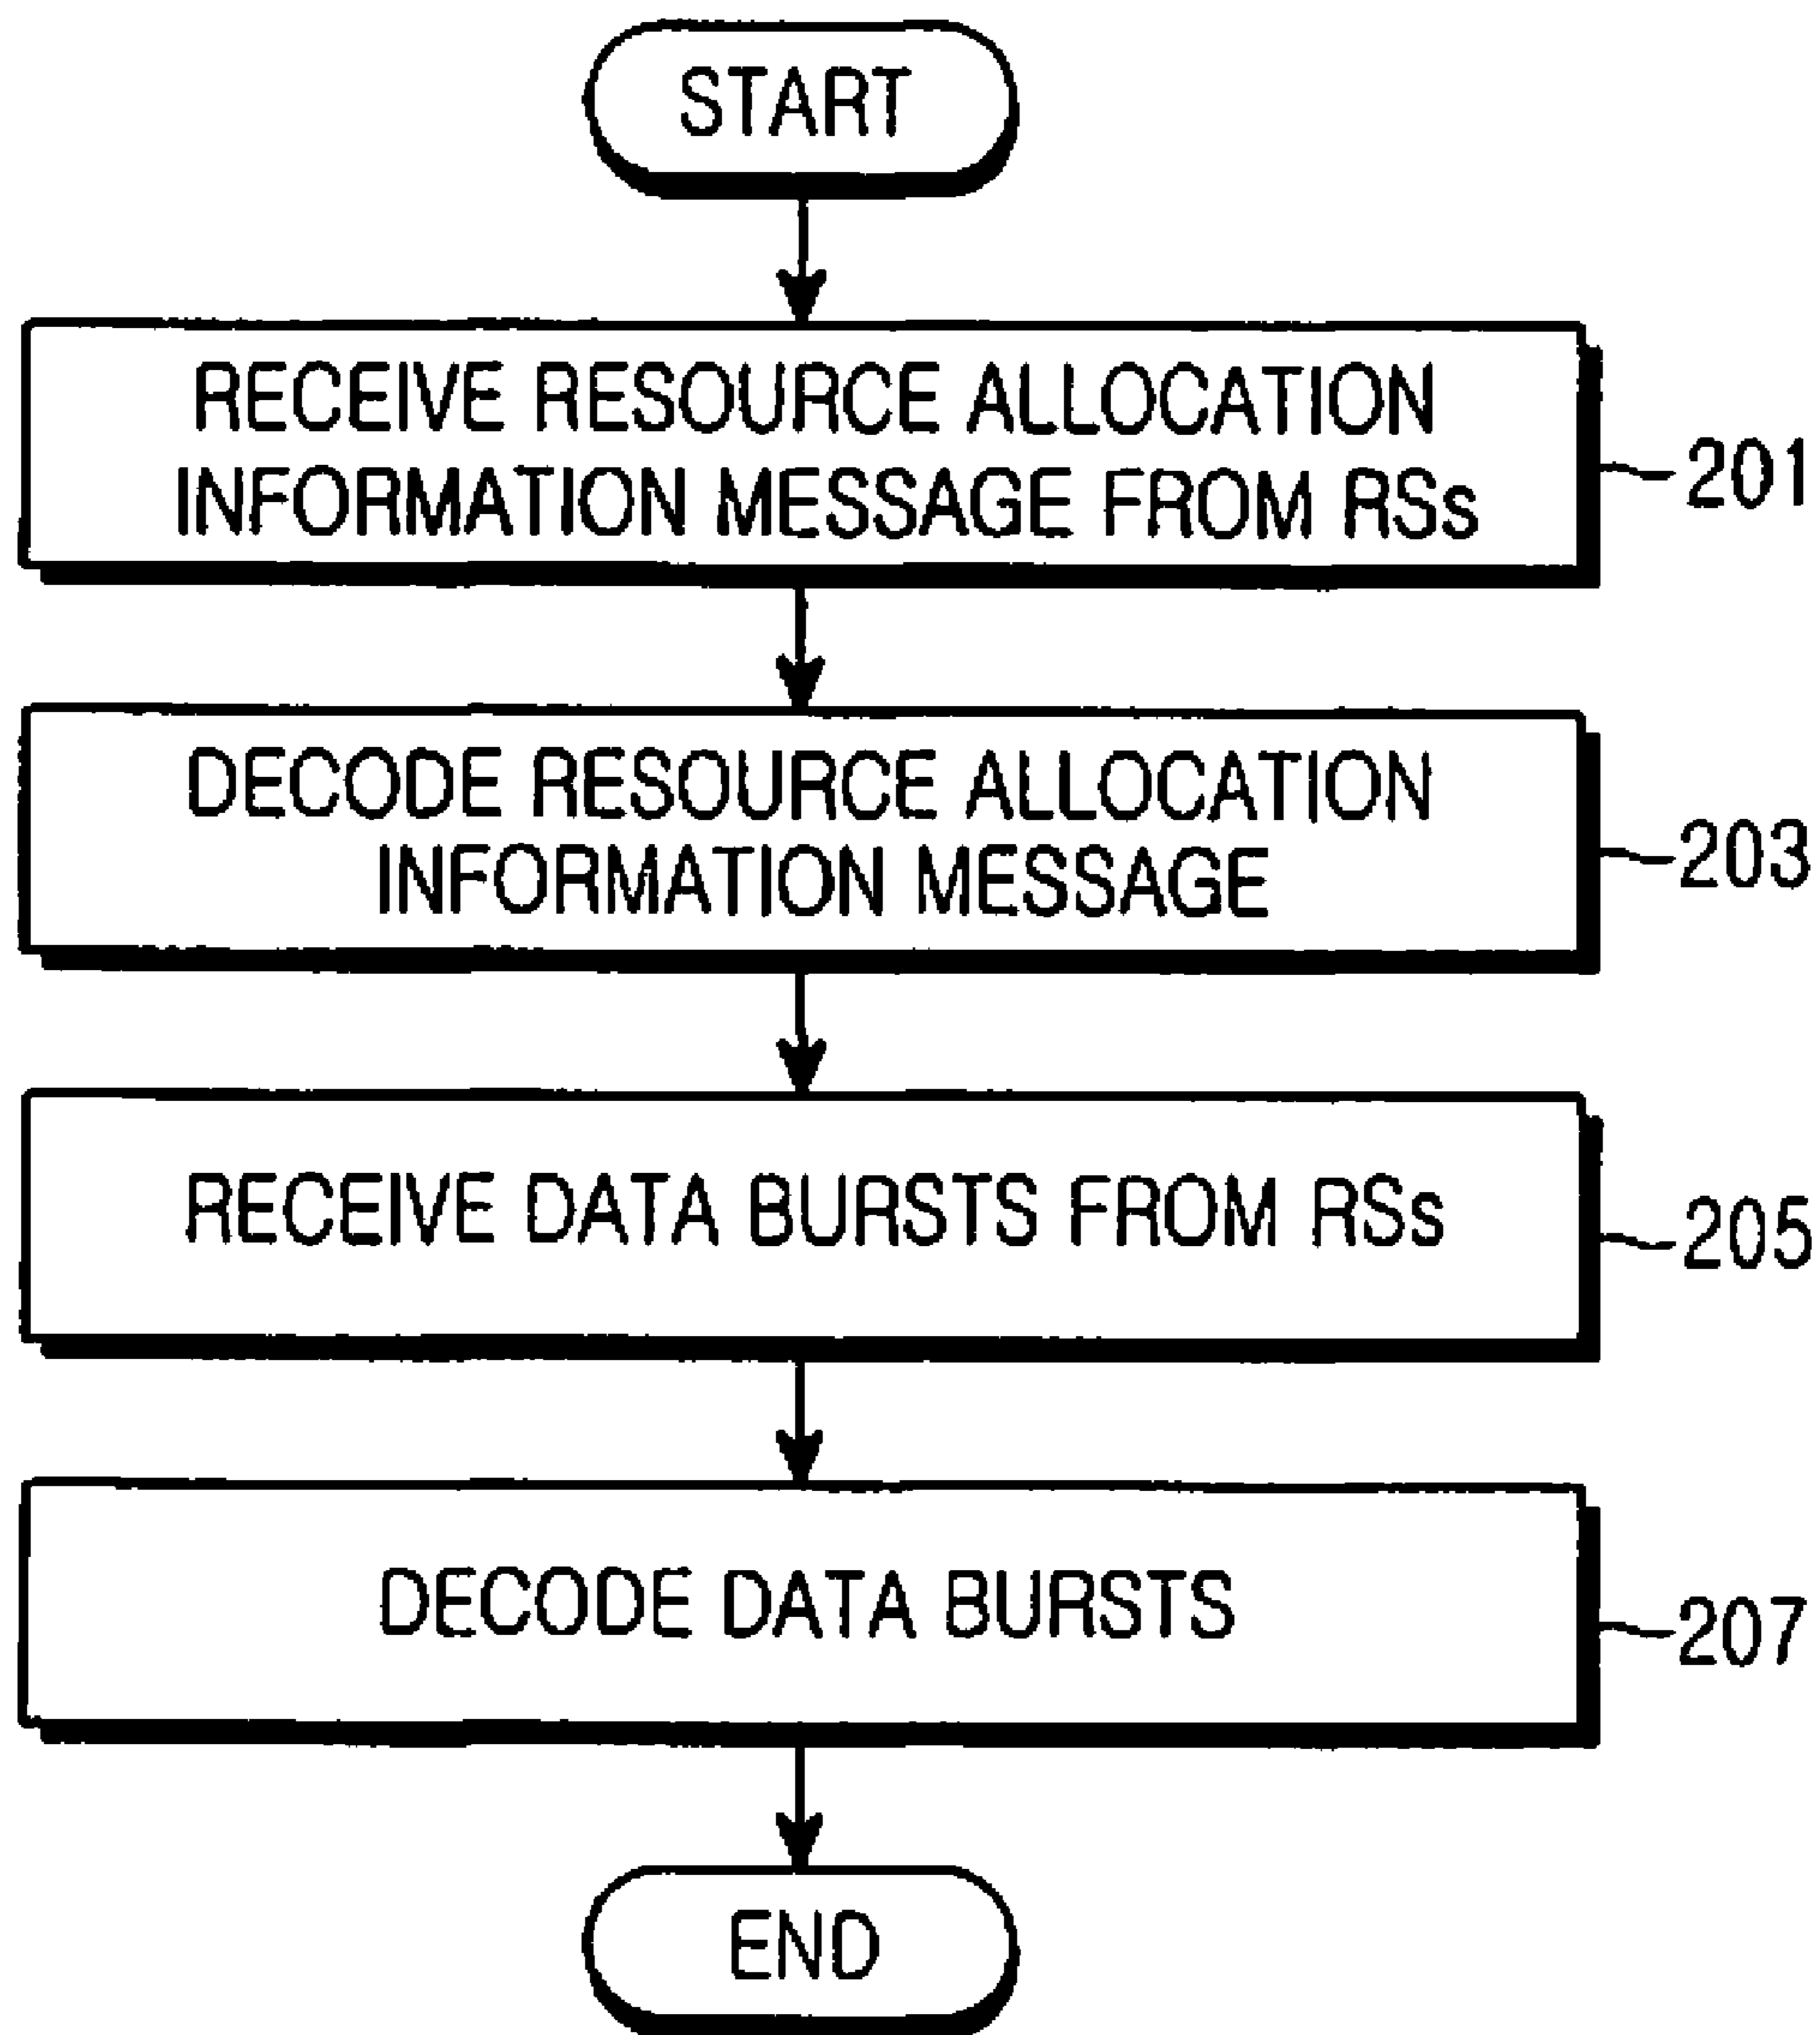 START
RECEIVE RESOURCE ALLOCATION
INFORMATION MESSAGE FROM RSs
201
DECODE RESOURCE ALLOCATION
INFORMATION MESSAGE
203
RECEIVE DATA BURSTS FROM RSs
205
DECODE DATA BURSTS
207
END